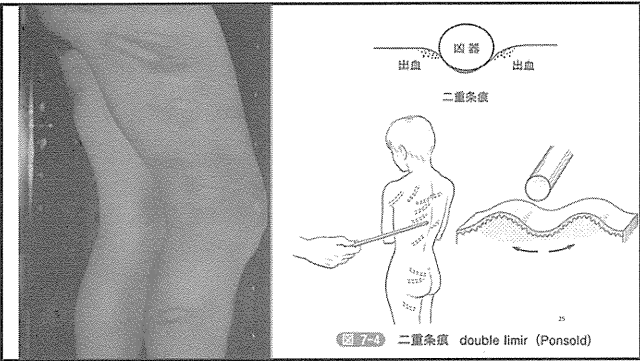 凶器
出血
出血
二重条痕
25
図 7-4 二重条痕 double limir (Ponsold)